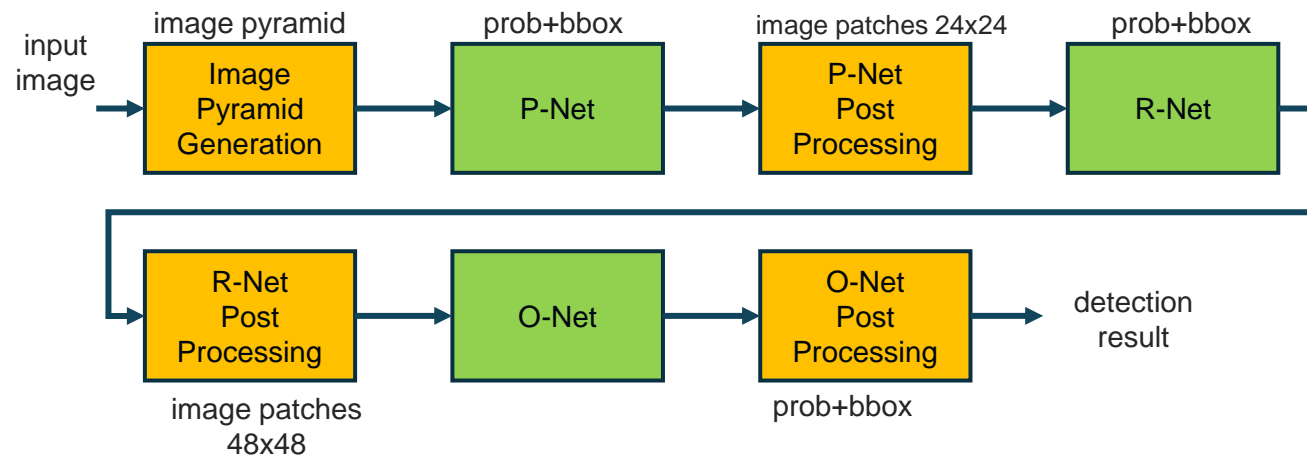 input
image
image pyramid
Image
Pyramid
Generation
prob+bbox
P-Net
image patches 24x24
P-Net
Post
Processing
prob+bbox
R-Net
R-Net
Post
Processing
image patches
48x48
O-Net
O-Net
Post
Processing
prob+bbox
detection
result